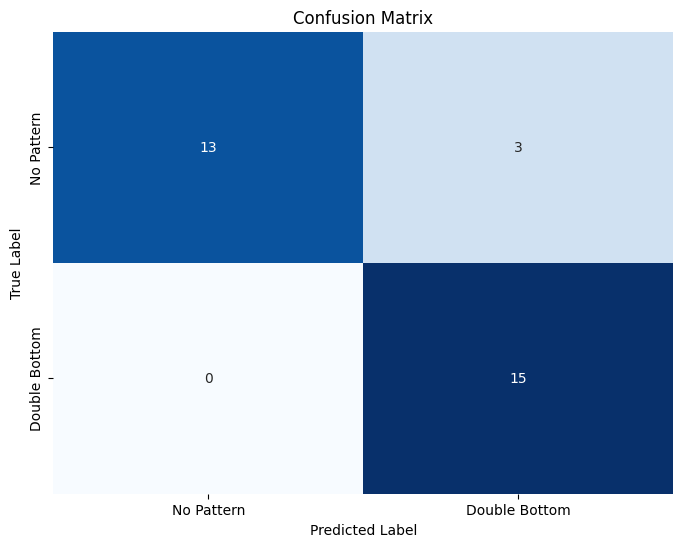 Confusion Matrix
True Label
No Pattern
13
3
Double Bottom
0
15
No Pattern
Double Bottom
Predicted Label